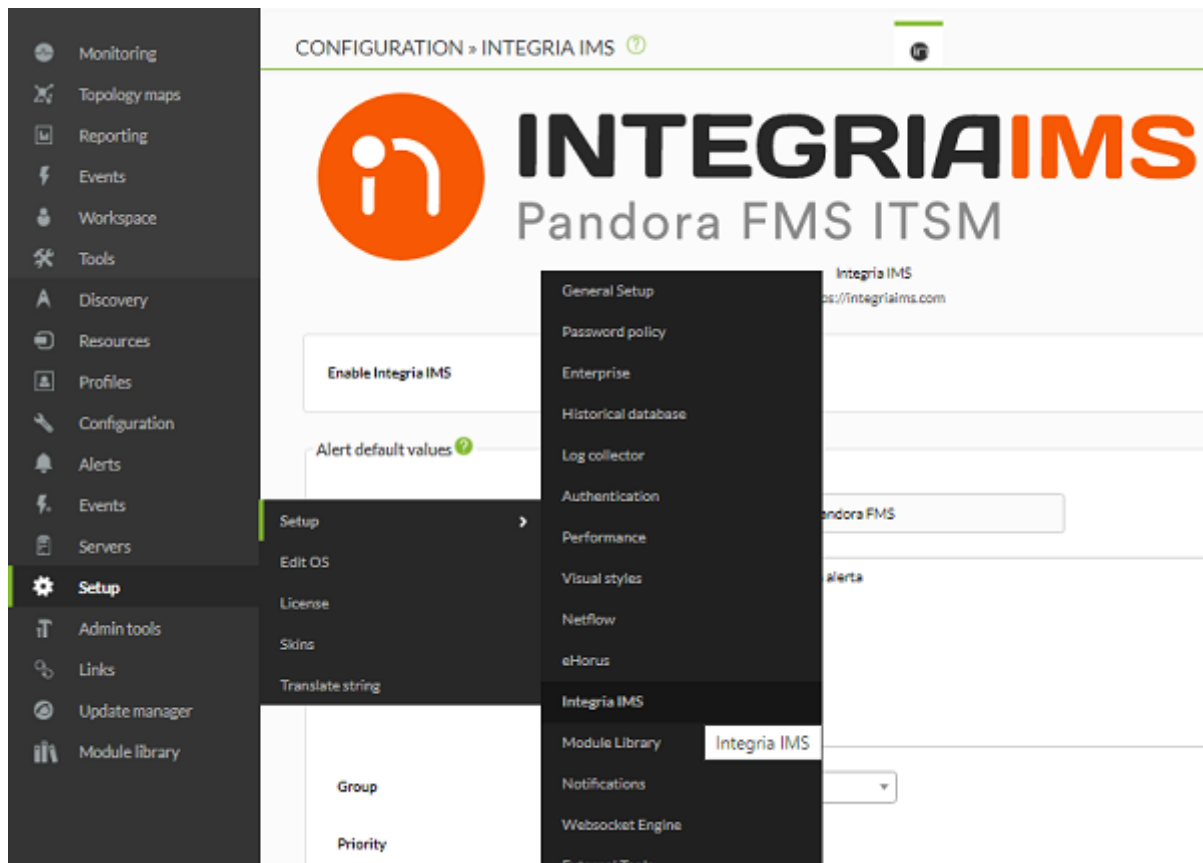 Monitoring
Topology maps
Reporting
Events
Workspace
Tools
Discovery
Resources
Profiles
Configuration
Alerts
Events
Servers
Setup
Admin tools
Links
Update manager
Module library
Setup
Edit OS
License
Skins
Translate string
General Setup
Password policy
Enterprise
Historical database
Log collector
Authentication
Performance
Visual styles
Netflow
eHorus
Integria IMS
Module Library
Notifications
Websocket Engine
Integria IMS
CONFIGURATION » INTEGRIA IMS
INTEGRIAIMS
Pandora FMS ITSM
Integria IMS
ps://integriaims.com
Enable Integria IMS
Alert default values
andora FMS
alerta
Group
Priority